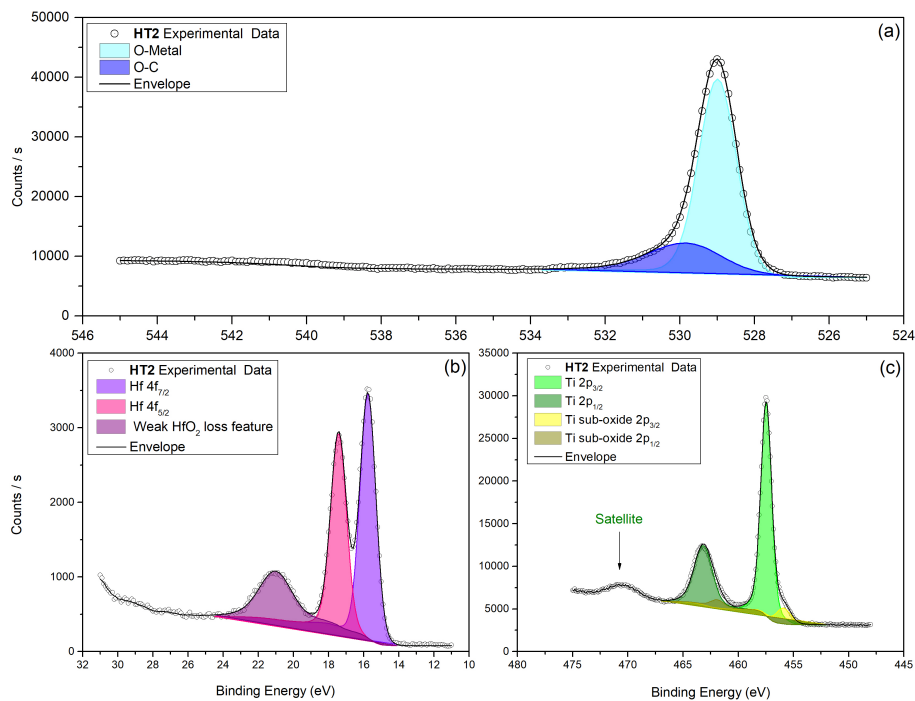 (a)
HT2 Experimental Data
O-Metal
O-C
Envelope
50000
40000
30000
20000
10000
0
Counts / s
546 544 542 540 538 536 534 532 530 528 526 524
(b)
HT2 Experimental Data
Hf 4f7/2
Hf 4f5/2
Weak HfO2 loss feature
Envelope
4000
3000
2000
1000
0
Counts / s
32 30 28 26 24 22 20 18 16 14 12 10
Binding Energy (eV)
(c)
HT2 Experimental Data
Ti 2p3/2
Ti 2p1/2
Ti sub-oxide 2p3/2
Ti sub-oxide 2p1/2
Envelope
Satellite
35000
30000
25000
20000
15000
10000
5000
0
480 475 470 465 460 455 450 445
Binding Energy (eV)